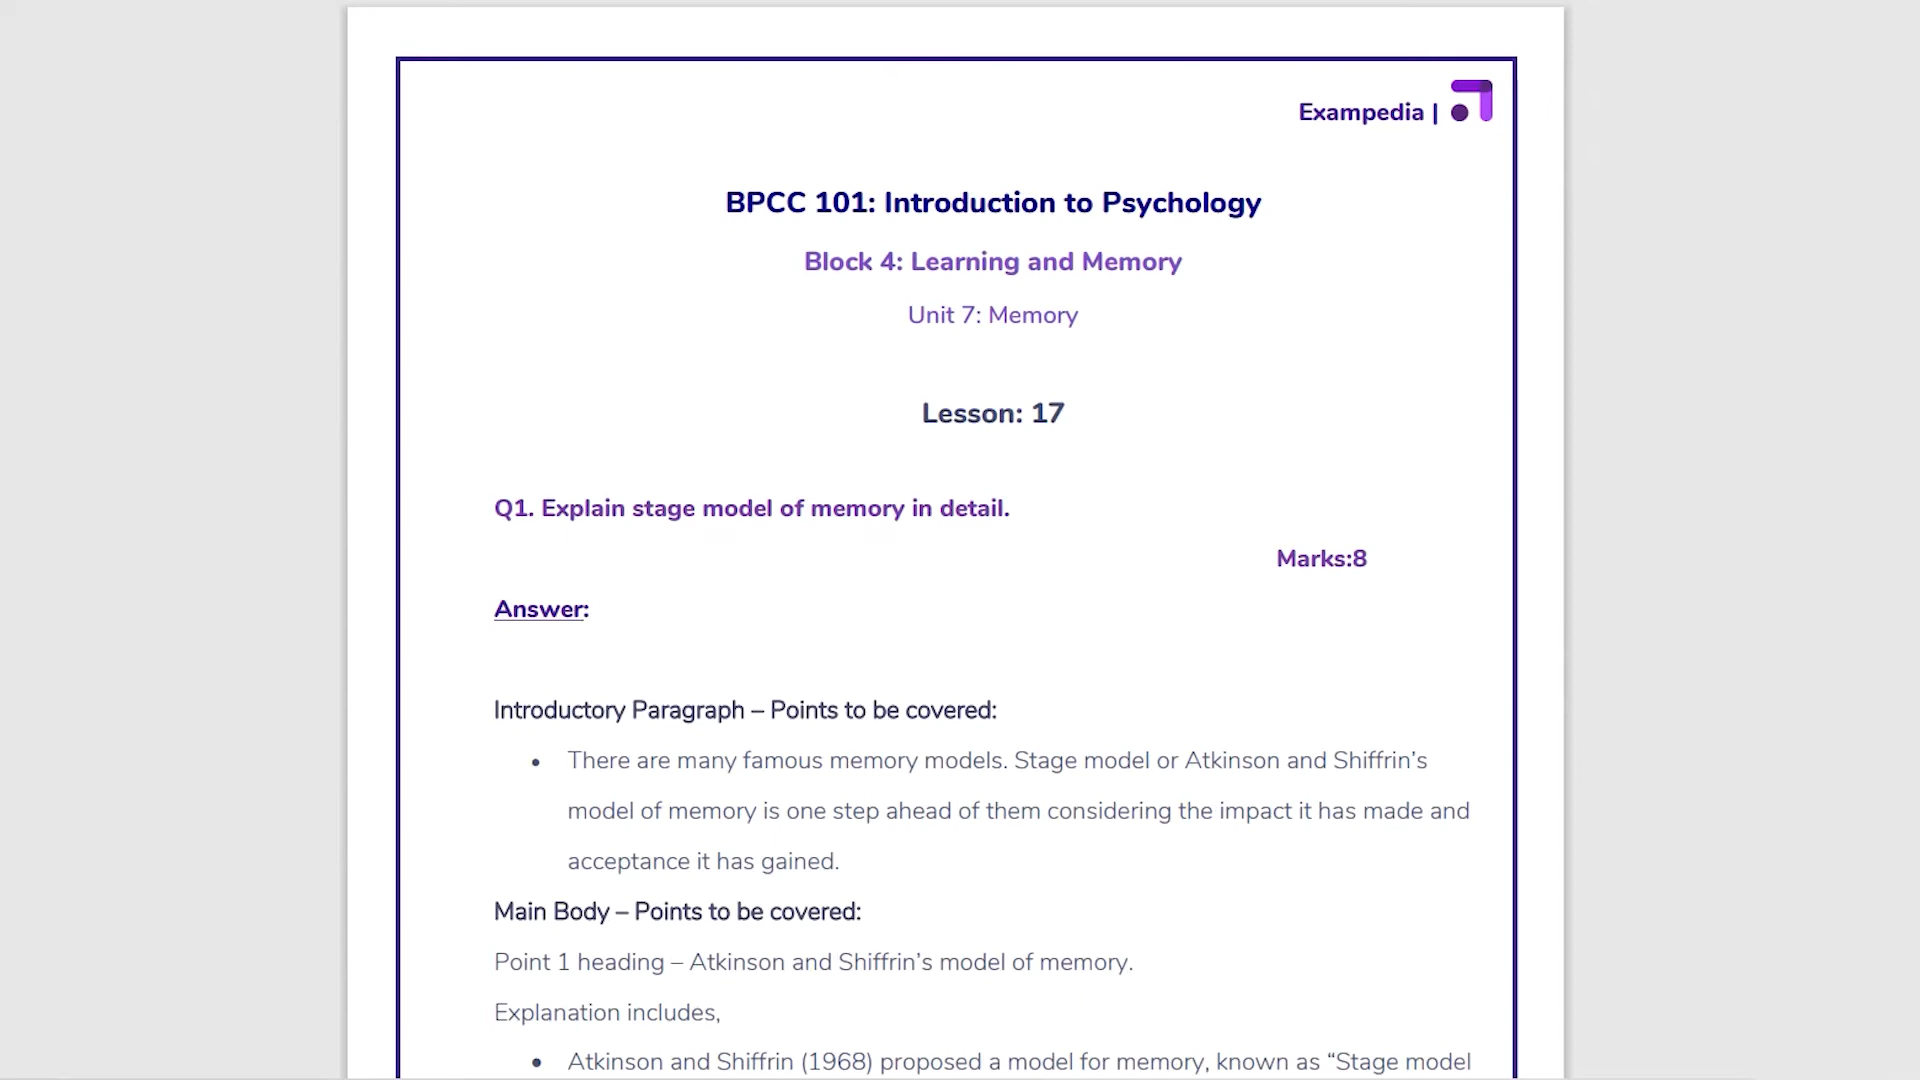 Exampedia |
BPCC 101: Introduction to Psychology
Block 4: Learning and Memory
Unit 7: Memory
Lesson: 17
Q1. Explain stage model of memory in detail.
Marks:8
Answer:
Introductory Paragraph – Points to be covered:
• There are many famous memory models. Stage model or Atkinson and Shiffrin’s
model of memory is one step ahead of them considering the impact it has made and
acceptance it has gained.
Main Body – Points to be covered:
Point 1 heading – Atkinson and Shiffrin’s model of memory.
Explanation includes,
• Atkinson and Shiffrin (1968) proposed a model for memory, known as “Stage model